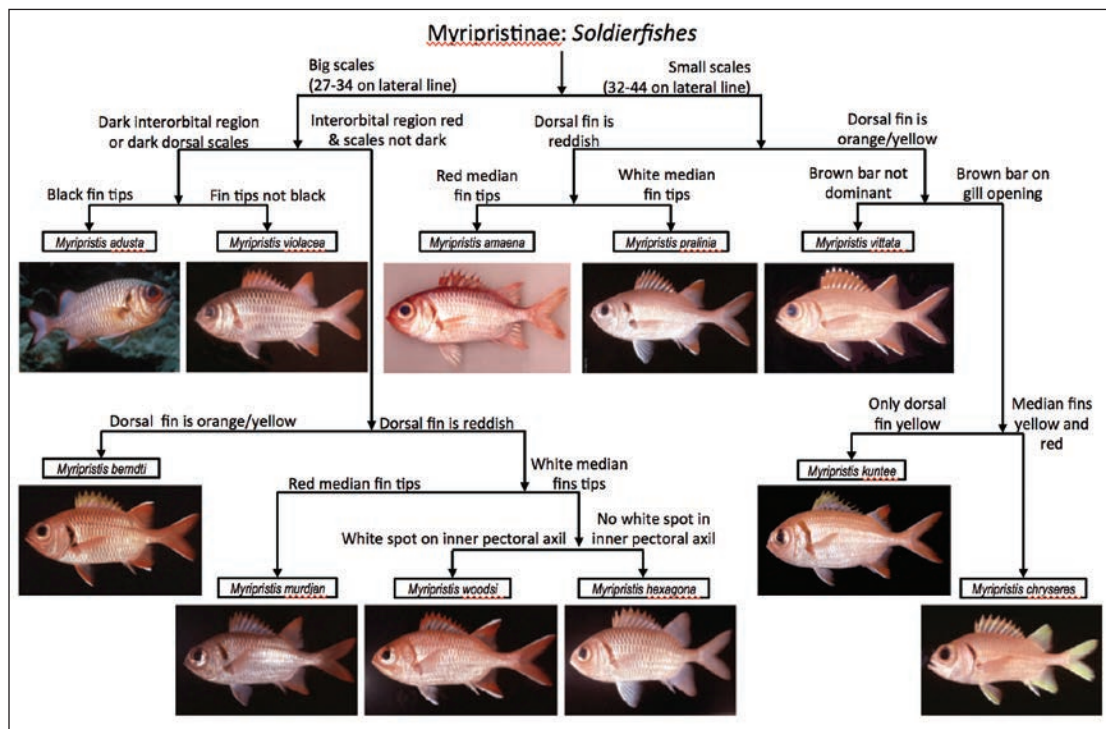 Myripristinae: Soldierfishes
Big scales
(27-34 on lateral line)
Small scales
(32-44 on lateral line)
Dark interorbital region
or dark dorsal scales
Interorbital region red
& scales not dark
Dorsal fin is
reddish
Dorsal fin is
orange/yellow
Black fin tips
Fin tips not black
Red median
fin tips
White median
fin tips
Brown bar not
dominant
Brown bar on
gill opening
Myripristis adusta
Myripristis violacea
Myripristis amaena
Myripristis pralinia
Myripristis vittata
Dorsal fin is orange/yellow
Dorsal fin is reddish
Only dorsal
fin yellow
Median fins
yellow and
red
Myripristis berndti
White median
fins tips
Myripristis kuntee
Red median fin tips
White spot on inner pectoral axil
No white spot in
inner pectoral axil
Myripristis murdjan
Myripristis woodsi
Myripristis hexagona
Myripristis chryseres